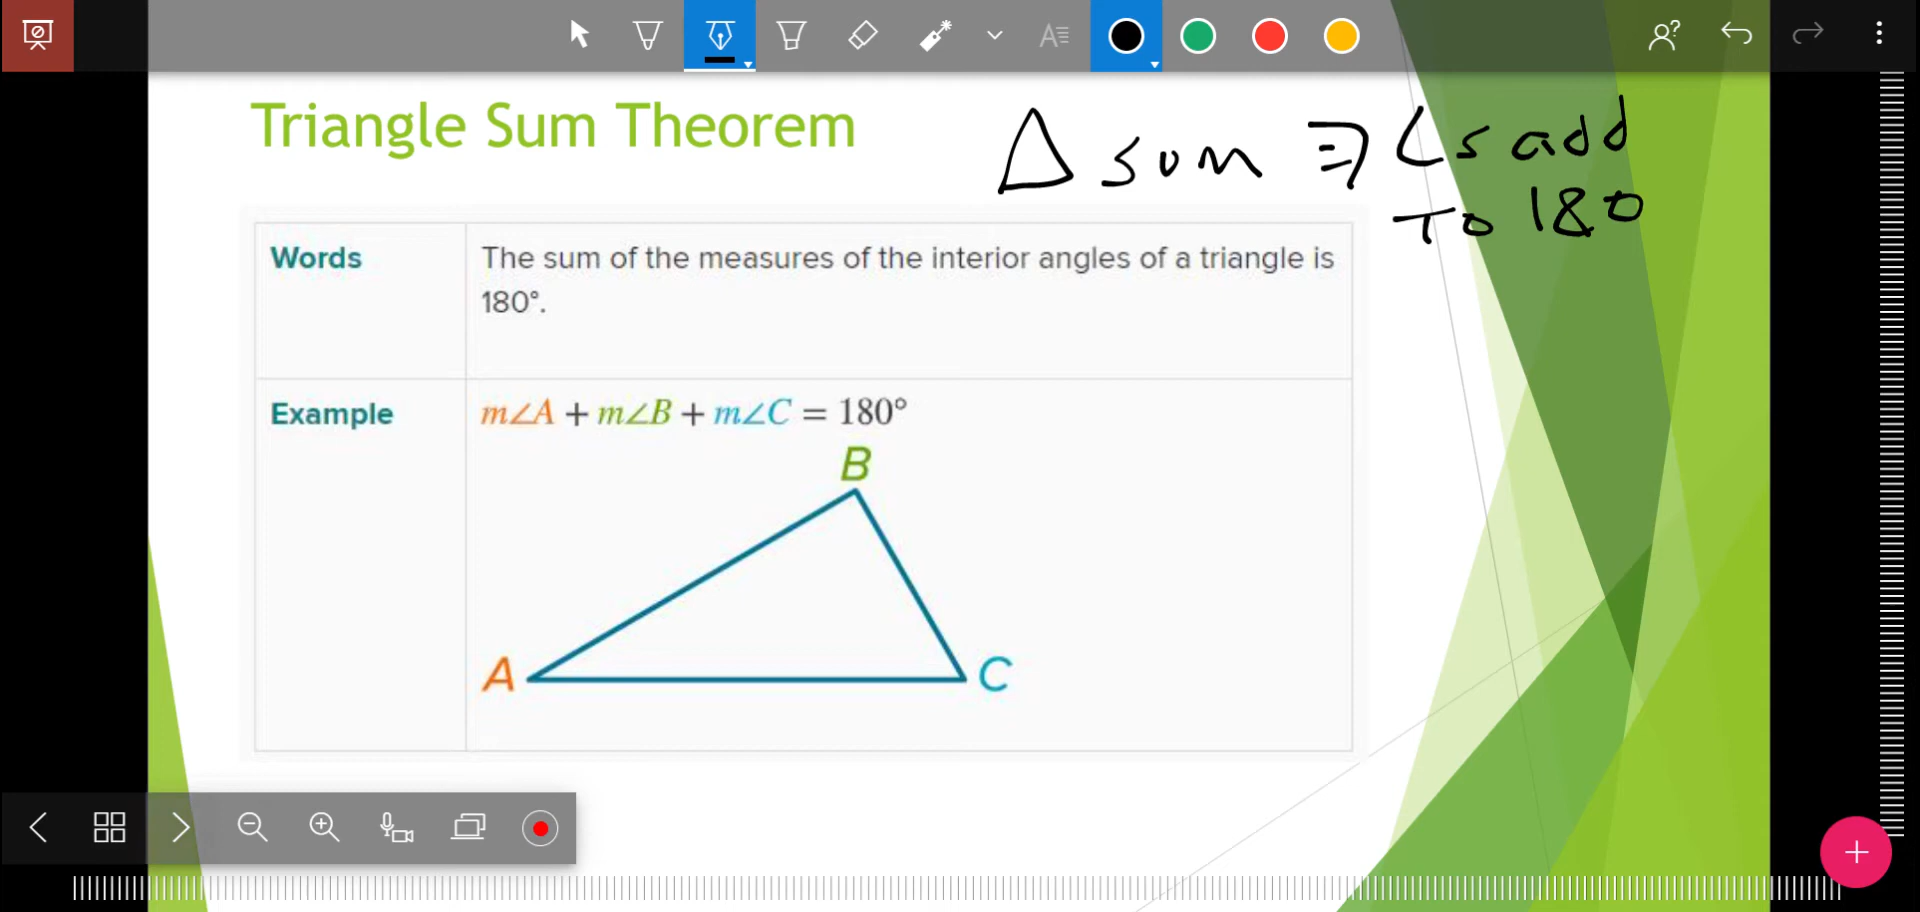 Triangle Sum Theorem
Δ sum ⇒ ∠s add
To 180
Words
The sum of the measures of the interior angles of a triangle is
180°.
Example
m∠A + m∠B + m∠C = 180°
B
A
C